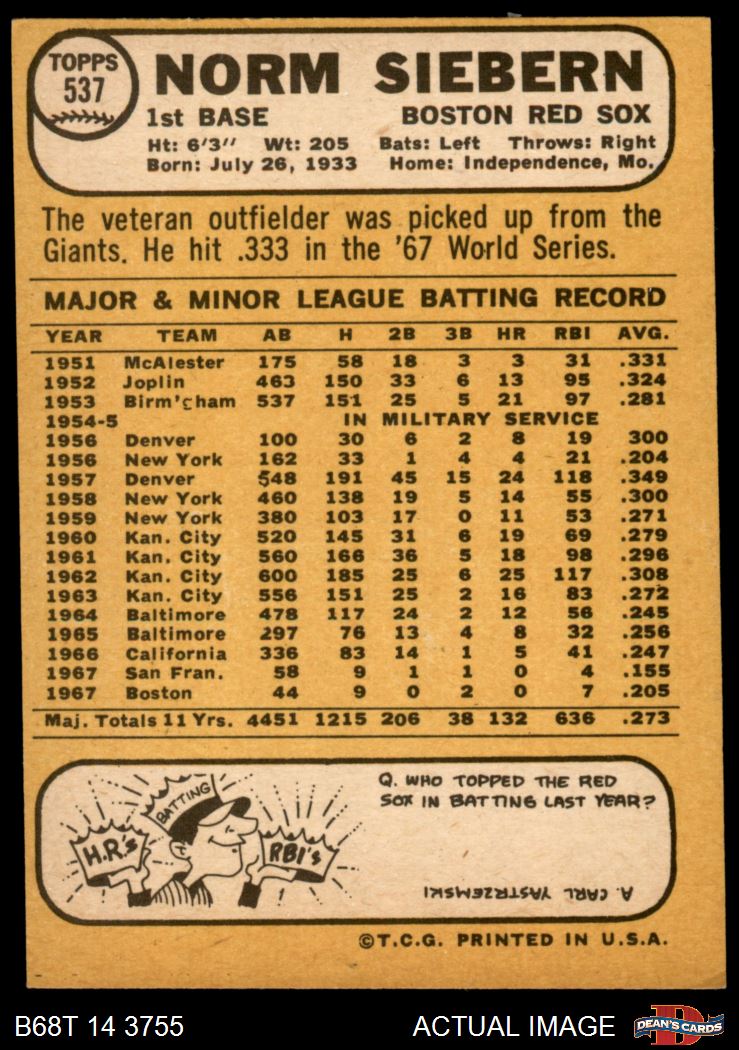 TOPPS
537
NORM SIEBERN
1st BASE BOSTON RED SOX
Ht: 6'3" Wt: 205 Bats: Left Throws: Right
Born: July 26, 1933 Home: Independence, Mo.
The veteran outfielder was picked up from the
Giants. He hit .333 in the '67 World Series.
MAJOR & MINOR LEAGUE BATTING RECORD
YEAR TEAM AB H 2B 3B HR RBI AVG.
1951 McAlester 175 58 18 3 3 31 .331
1952 Joplin 463 150 33 6 13 95 .324
1953 Birm'gham 537 151 25 5 21 97 .281
1954-5 IN MILITARY SERVICE
1956 Denver 100 30 6 2 8 19 300
1956 New York 162 33 1 4 4 21 .204
1957 Denver 548 191 45 15 24 118 .349
1958 New York 460 138 19 5 14 55 .300
1959 New York 380 103 17 0 11 53 .271
1960 Kan. City 520 145 31 6 19 69 .279
1961 Kan. City 560 166 36 5 18 98 .296
1962 Kan. City 600 185 25 6 25 117 .308
1963 Kan. City 556 151 25 2 16 83 .272
1964 Baltimore 478 117 24 2 12 56 .245
1965 Baltimore 297 76 13 4 8 32 .256
1966 California 336 83 14 1 5 41 .247
1967 San Fran. 58 9 1 1 0 4 .155
1967 Boston 44 9 0 2 0 7 .205
Maj. Totals 11 Yrs. 4451 1215 206 38 132 636 .273
BATTING
H.R.'s
RBI's
Q. WHO TOPPED THE RED
SOX IN BATTING LAST YEAR?
A. CARL YASTRZEMSKI
©T.C.G. PRINTED IN U.S.A.
B68T 14 3755 ACTUAL IMAGE
D
DEAN'S CARDS